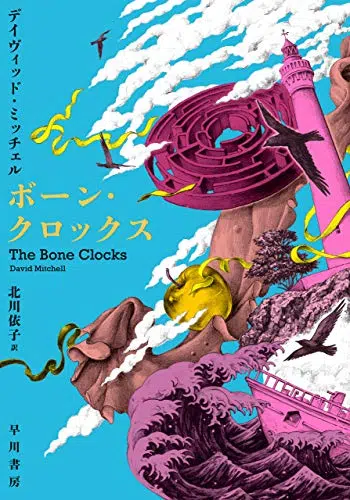 デイヴィッド・ミッチェル
ボーン・
クロックス
The Bone Clocks
David Mitchell
北川依子 訳
早川書房